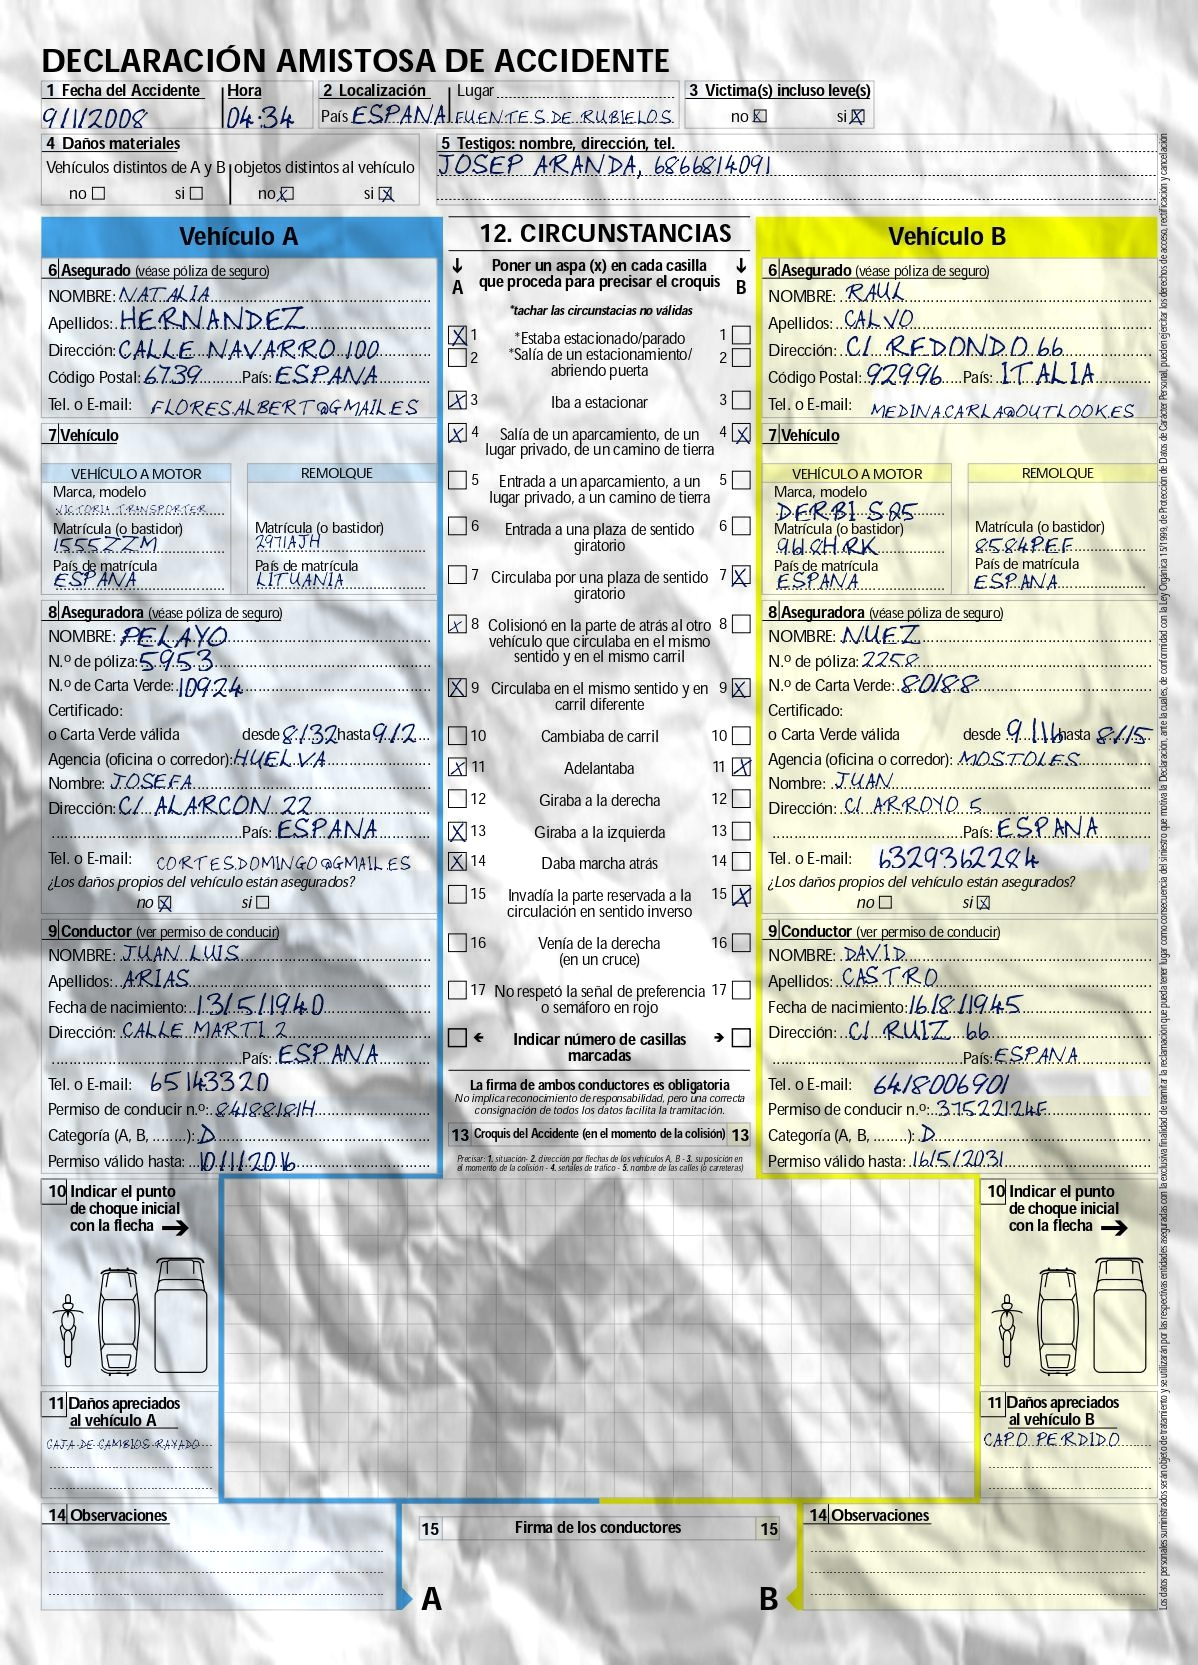 DECLARACIÓN AMISTOSA DE ACCIDENTE
1 Fecha del Accidente Hora 2 Localización Lugar 3 Victima(s) incluso leve(s)
9/1/2008 04:34 País ESPANA FUENTES DE RUBIELOS no X si X
4 Daños materiales
Vehículos distintos de A y B objetos distintos al vehículo
no si no X si X
5 Testigos: nombre, dirección, tel.
JOSEP ARANDA, 6866814091
Vehículo A
6 Asegurado (véase póliza de seguro)
NOMBRE: NATALIA
Apellidos: HERNANDEZ
Dirección: CALLE NAVARRO 100
Código Postal: 6739 País: ESPANA
Tel. o E-mail: FLORESALBERT@GMAIL.ES
7 Vehículo
VEHÍCULO A MOTOR REMOLQUE
Marca, modelo
VICTORIA TRANSPORTER
Matrícula (o bastidor) Matrícula (o bastidor)
1555ZZM 2971AJH
País de matrícula País de matrícula
ESPANA LITUANIA
8 Aseguradora (véase póliza de seguro)
NOMBRE: PELAYO
N.º de póliza: 5953
N.º de Carta Verde: 10924
Certificado:
o Carta Verde válida desde 8/32 hasta 9/2
Agencia (oficina o corredor): HUELVA
Nombre: JOSEFA
Dirección: C/ ALARCON 22
País: ESPANA
Tel. o E-mail: CORTESDOMINGO@GMAIL.ES
¿Los daños propios del vehículo están asegurados?
no X si
9 Conductor (ver permiso de conducir)
NOMBRE: JUAN LUIS
Apellidos: ARIAS
Fecha de nacimiento: 13/5/1940
Dirección: CALLE MARTI 2
País: ESPANA
Tel. o E-mail: 65143320
Permiso de conducir n.º: 84188181H
Categoría (A, B, ........): D
Permiso válido hasta: 10/1/2016
12. CIRCUNSTANCIAS
A Poner un aspa (x) en cada casilla que proceda para precisar el croquis B
*tachar las circunstacias no válidas
X 1 *Estaba estacionado/parado 1
2 *Salía de un estacionamiento/ 2
abriendo puerta
X 3 Iba a estacionar 3
X 4 Salía de un aparcamiento, de un 4 X
lugar privado, de un camino de tierra
5 Entrada a un aparcamiento, a un 5
lugar privado, a un camino de tierra
6 Entrada a una plaza de sentido 6
giratorio
7 Circulaba por una plaza de sentido 7 X
giratorio
X 8 Colisionó en la parte de atrás al otro 8
vehículo que circulaba en el mismo
sentido y en el mismo carril
X 9 Circulaba en el mismo sentido y en 9 X
carril diferente
10 Cambiaba de carril 10
X 11 Adelantaba 11 X
12 Giraba a la derecha 12
X 13 Giraba a la izquierda 13
X 14 Daba marcha atrás 14
15 Invadía la parte reservada a la 15 X
circulación en sentido inverso
16 Venía de la derecha 16
(en un cruce)
17 No respetó la señal de preferencia 17
o semáforo en rojo
Indicar número de casillas
marcadas
La firma de ambos conductores es obligatoria
No implica reconocimiento de responsabilidad, pero una correcta
consignación de todos los datos facilita la tramitación.
13 Croquis del Accidente (en el momento de la colisión) 13
Precisar: 1. situación- 2. dirección por flechas de los vehículos A, B - 3. su posición en
el momento de la colisión - 4. señales de tráfico - 5. nombre de las calles (o carreteras)
Vehículo B
6 Asegurado (véase póliza de seguro)
NOMBRE: RAUL
Apellidos: CALVO
Dirección: C/ REDONDO 66
Código Postal: 92996 País: ITALIA
Tel. o E-mail: MEDINACARLA@OUTLOOK.ES
7 Vehículo
VEHÍCULO A MOTOR REMOLQUE
Marca, modelo
DERBI SQ5
Matrícula (o bastidor) Matrícula (o bastidor)
9618HRK 8584PEF
País de matrícula País de matrícula
ESPANA ESPANA
8 Aseguradora (véase póliza de seguro)
NOMBRE: NUEZ
N.º de póliza: 2258
N.º de Carta Verde: 80188
Certificado:
o Carta Verde válida desde 9/16 hasta 8/15
Agencia (oficina o corredor): MOSTOLES
Nombre: JUAN
Dirección: C/ ARROYO 5
País: ESPANA
Tel. o E-mail: 6329362284
¿Los daños propios del vehículo están asegurados?
no si X
9 Conductor (ver permiso de conducir)
NOMBRE: DAVID
Apellidos: CASTRO
Fecha de nacimiento: 16/8/1945
Dirección: C/ RUIZ 66
País: ESPANA
Tel. o E-mail: 6418006901
Permiso de conducir n.º: 37522124F
Categoría (A, B, ........): D
Permiso válido hasta: 16/5/2031
10 Indicar el punto
de choque inicial
con la flecha
11 Daños apreciados
al vehículo A
CAJA DE CAMBIOS RAYADO
10 Indicar el punto
de choque inicial
con la flecha
11 Daños apreciados
al vehículo B
CAPO PERDIDO
14 Observaciones
15 Firma de los conductores 15
A B
14 Observaciones
Los datos personales suministrados serán objeto de tratamiento y se utilizarán por las respectivas entidades aseguradas con la exclusiva finalidad de tramitar la reclamación que pueda tener lugar como consecuencia del siniestro que motiva la Declaración, ante la cuales, de conformidad con la Ley Orgánica 15/1999, de Protección de Datos de Carácter Personal, pueden ejercitar los derechos de acceso, rectificación y cancelación